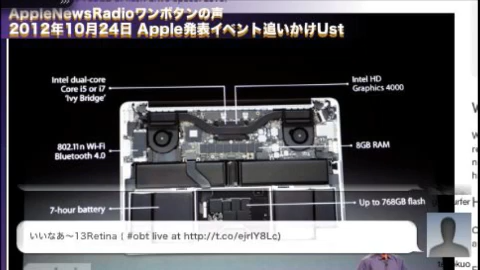 AppleNewsRadioワンボタンの声
2012年10月24日 Apple発表イベント追いかけUst
Intel dual-core
Core i5 or i7
'Ivy Bridge'
Intel HD
Graphics 4000
802.11n Wi-Fi
Bluetooth 4.0
8GB RAM
7-hour battery
Up to 768GB flash
いいなあ〜13Retina ( #obt live at http://t.co/ejrIY8Lc)